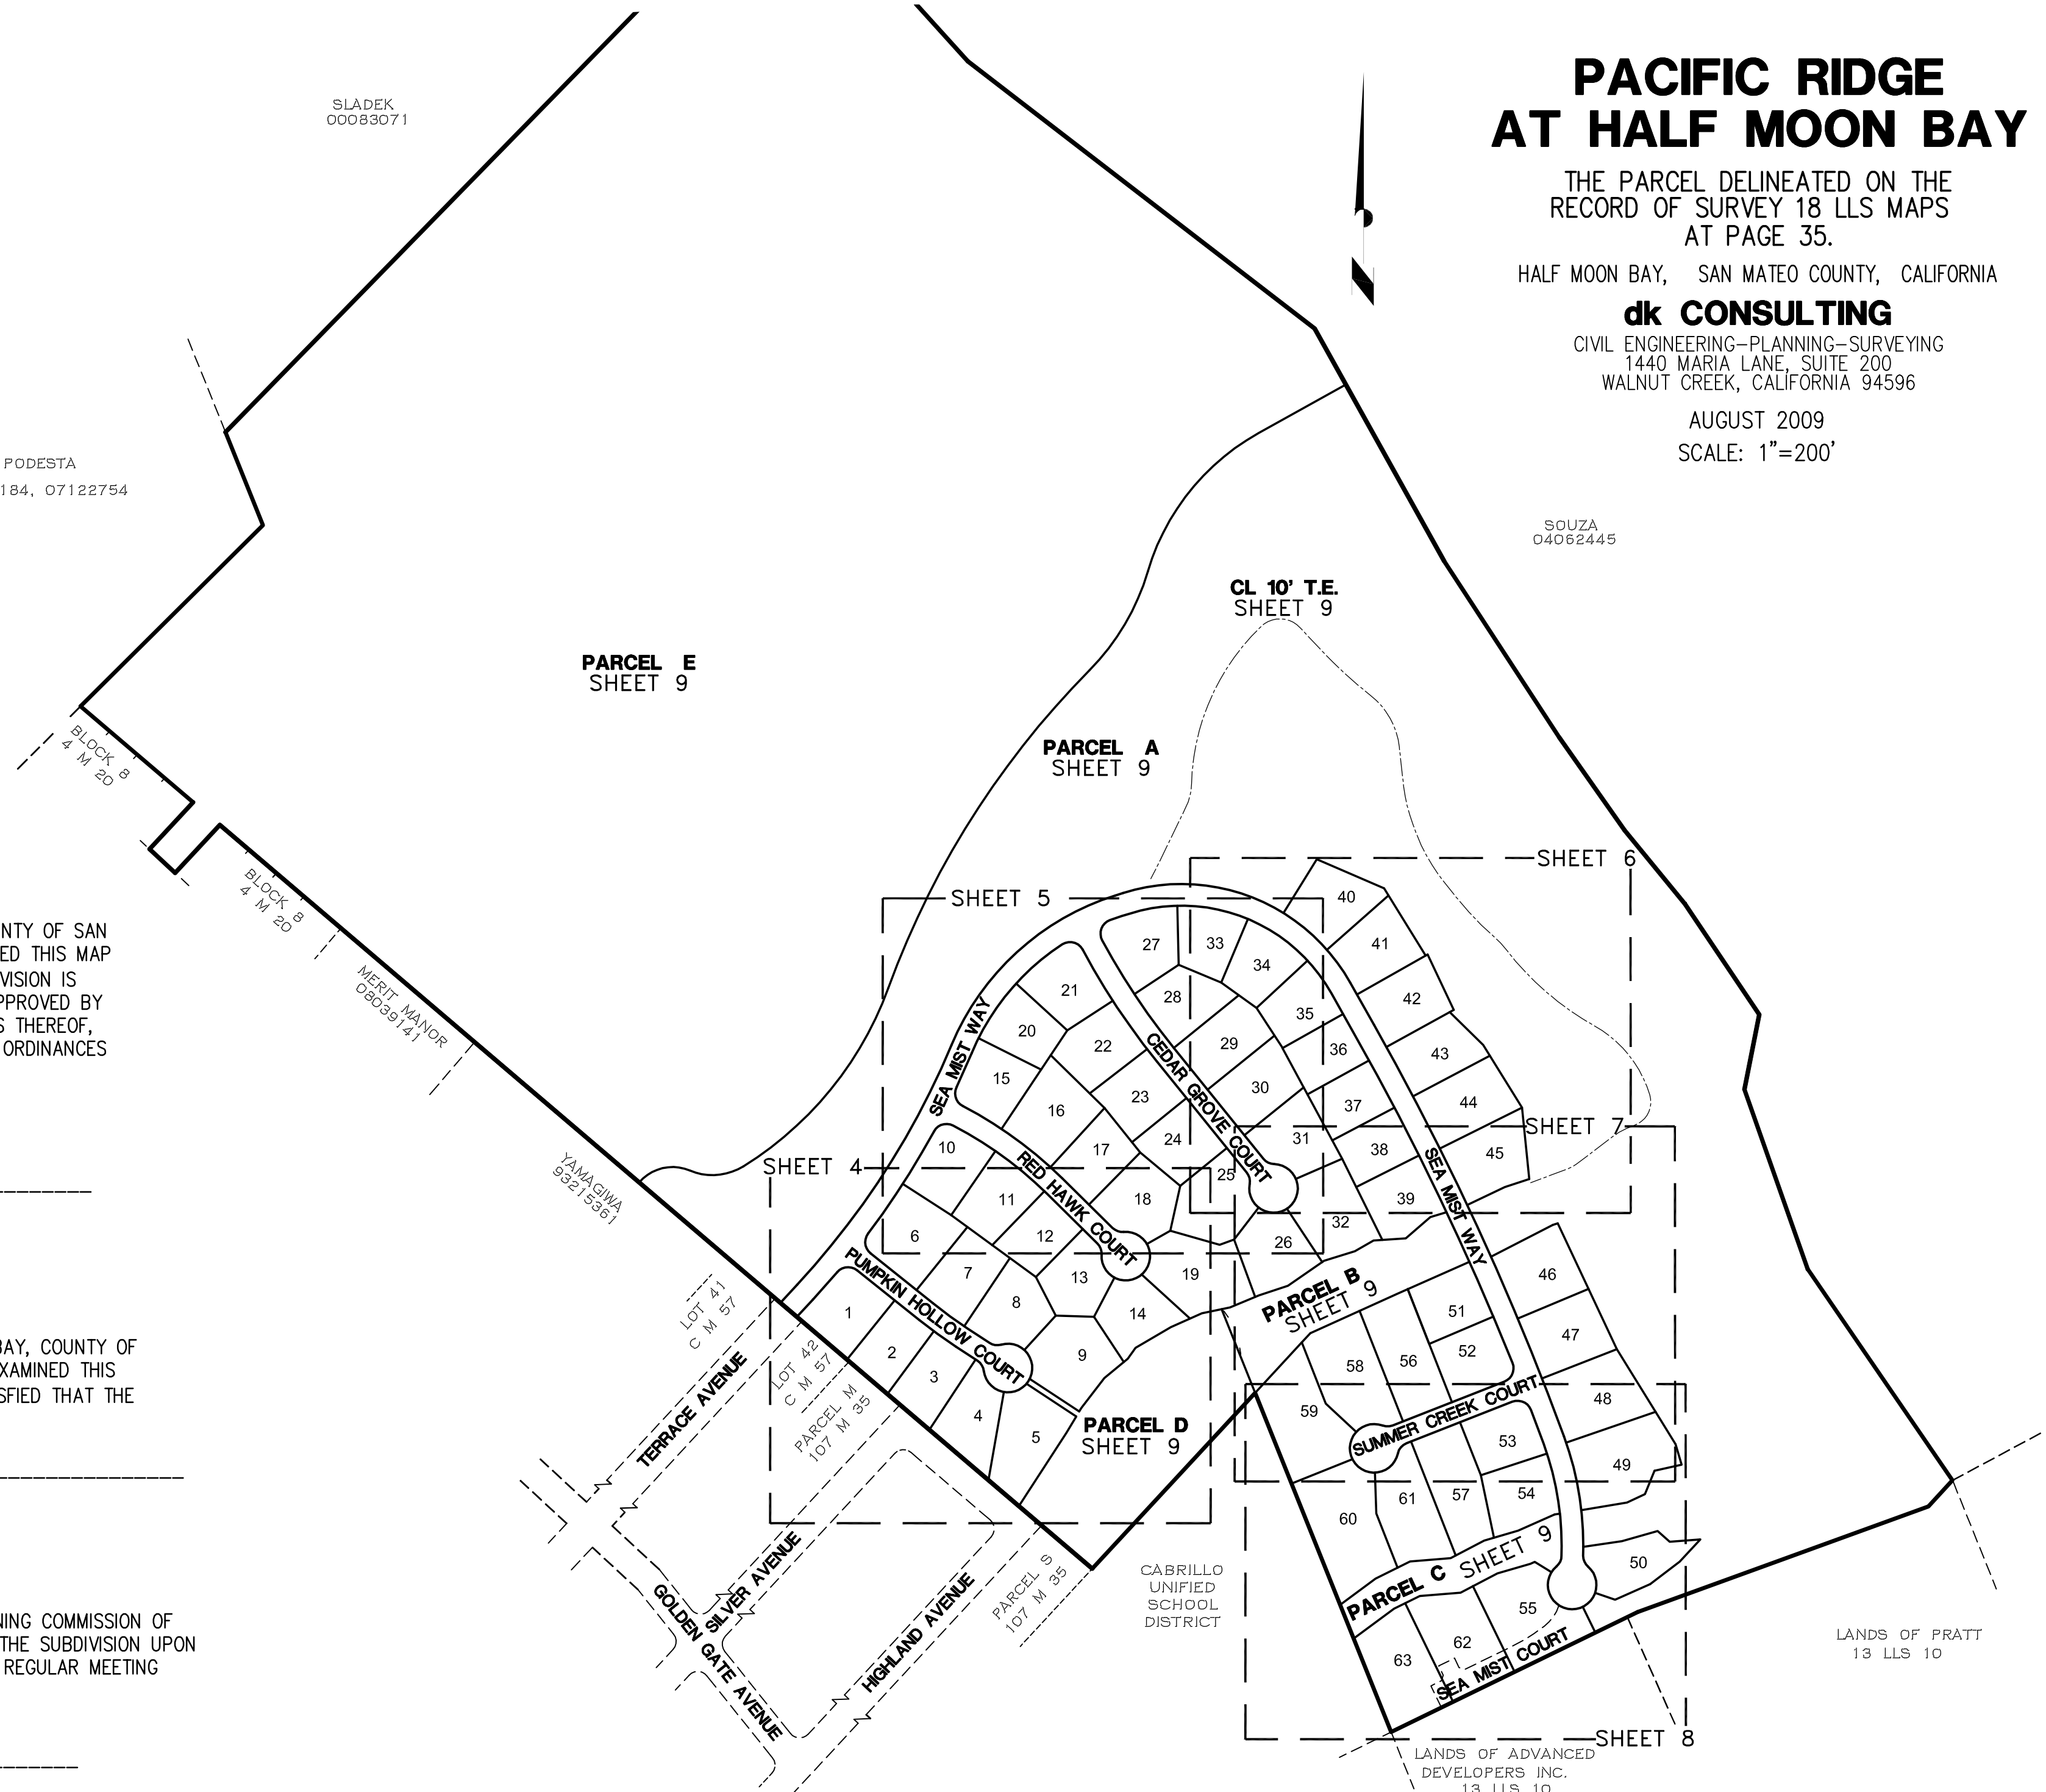 PACIFIC RIDGE
AT HALF MOON BAY
THE PARCEL DELINEATED ON THE
RECORD OF SURVEY 18 LLS MAPS
AT PAGE 35.
HALF MOON BAY, SAN MATEO COUNTY, CALIFORNIA
dk CONSULTING
CIVIL ENGINEERING-PLANNING-SURVEYING
1440 MARIA LANE, SUITE 200
WALNUT CREEK, CALIFORNIA 94596
AUGUST 2009
SCALE: 1"=200'
SLADEK
00083071
PODESTA
184, 07122754
SOUZA
04062445
CL 10' T.E.
SHEET 9
PARCEL E
SHEET 9
PARCEL A
SHEET 9
BLOCK 8
4 M 20
BLOCK 8
4 M 20
MERIT MANOR
08039141
YAMAGIWA
93215361
NTY OF SAN
ED THIS MAP
VISION IS
PPROVED BY
S THEREOF,
ORDINANCES
BAY, COUNTY OF
XAMINED THIS
SFIED THAT THE
NING COMMISSION OF
THE SUBDIVISION UPON
REGULAR MEETING
SHEET 6
SHEET 5
SHEET 7
SHEET 4
SHEET 8
40
41
42
43
44
45
27
33
34
28
35
29
36
30
37
31
38
39
32
21
20
22
15
23
16
24
17
25
18
26
10
11
12
6
7
13
19
8
14
1
2
9
3
4
5
46
47
48
49
51
52
58
56
59
53
54
57
61
60
50
55
62
63
SEA MIST WAY
CEDAR GROVE COURT
RED HAWK COURT
PUMPKIN HOLLOW COURT
SEA MIST WAY
SUMMER CREEK COURT
SEA MIST COURT
PARCEL B
SHEET 9
PARCEL D
SHEET 9
PARCEL C SHEET 9
LOT 41
C M 57
TERRACE AVENUE
LOT 42
C M 57
PARCEL M
107 M 35
SILVER AVENUE
GOLDEN GATE AVENUE
HIGHLAND AVENUE
PARCEL S
107 M 35
CABRILLO
UNIFIED
SCHOOL
DISTRICT
LANDS OF PRATT
13 LLS 10
LANDS OF ADVANCED
DEVELOPERS INC.
13 LLS 10